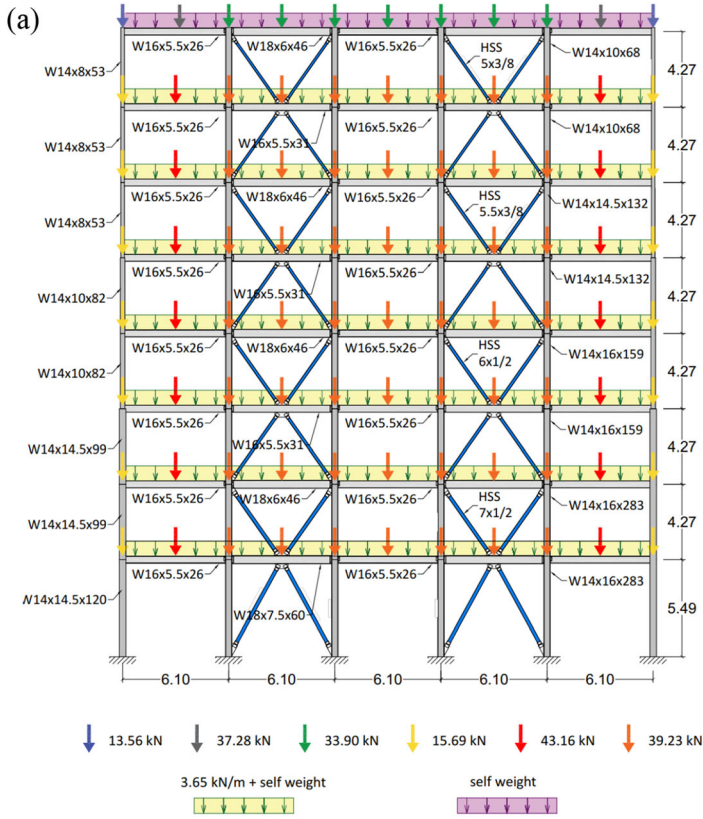 (a)
W16x5.5x26 W18x6x46 W16x5.5x26 HSS
5x3/8 W14x10x68
W14x8x53 4.27
W16x5.5x26 W16x5.5x31 W16x5.5x26 W14x10x68
W14x8x53 4.27
W16x5.5x26 W18x6x46 W16x5.5x26 HSS
5.5x3/8 W14x14.5x132
W14x8x53 4.27
W16x5.5x26 W16x5.5x31 W16x5.5x26 W14x14.5x132
W14x10x82 4.27
W16x5.5x26 W18x6x46 W16x5.5x26 HSS
6x1/2 W14x16x159
W14x10x82 4.27
W16x5.5x26 W16x5.5x31 W16x5.5x26 W14x16x159
W14x14.5x99 4.27
W16x5.5x26 W18x6x46 W16x5.5x26 HSS
7x1/2 W14x16x283
W14x14.5x99 4.27
W16x5.5x26 W18x7.5x60 W16x5.5x26 W14x16x283
W14x14.5x120 5.49
6.10 6.10 6.10 6.10 6.10
13.56 kN 37.28 kN 33.90 kN 15.69 kN 43.16 kN 39.23 kN
3.65 kN/m + self weight self weight